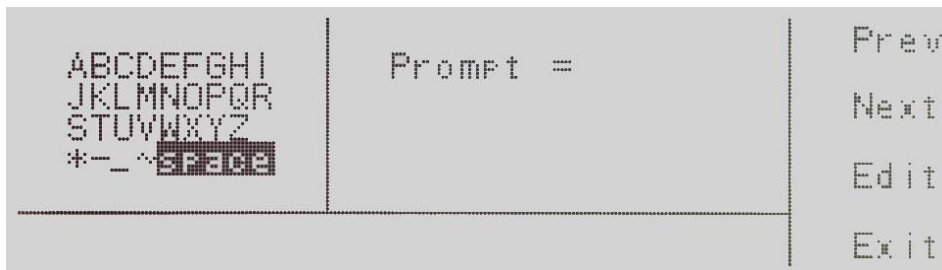 ABCDEFGHI
JKLMNOPQR
STUVWXYZ
*-_~space
Prompt =
Prev
Next
Edit
Exit